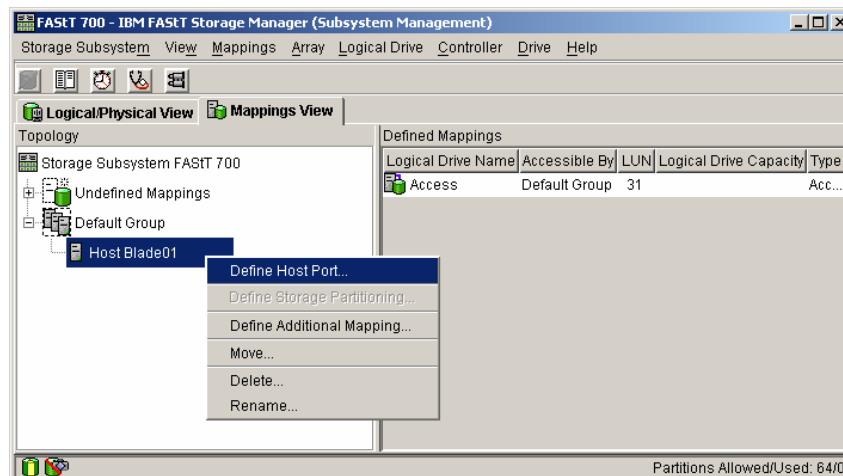 FAStT 700 - IBM FAStT Storage Manager (Subsystem Management)
Storage Subsystem View Mappings Array Logical Drive Controller Drive Help
Logical/Physical View Mappings View
Topology
Storage Subsystem FAStT 700
Undefined Mappings
Default Group
Host Blade01
Define Host Port...
Define Storage Partitioning...
Define Additional Mapping...
Move...
Delete...
Rename...
Defined Mappings
Logical Drive Name Accessible By LUN Logical Drive Capacity Type
Access Default Group 31 Acc...
Partitions Allowed/Used: 64/0